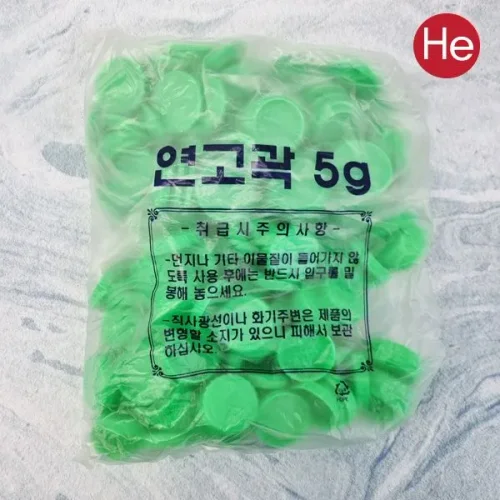 He
연고곽 5g
- 취급시주의사항 -
-먼지나 기타 이물질이 들어가지 않
도록 사용 후에는 반드시 입구를 밀
봉해 놓으세요.
-직사광선이나 화기주변은 제품의
변형할 소지가 있으니 피해서 보관
하십시오.